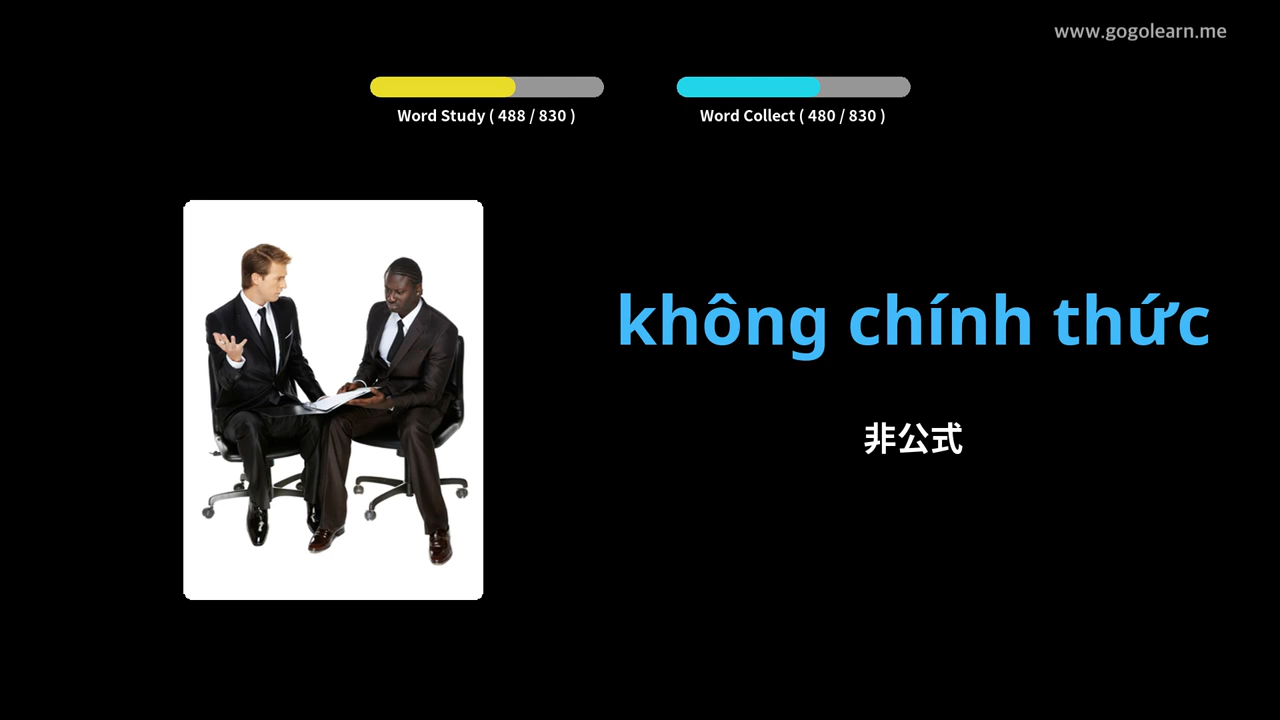 www.gogolearn.me
Word Study ( 488 / 830 )
Word Collect ( 480 / 830 )
không chính thức
非公式